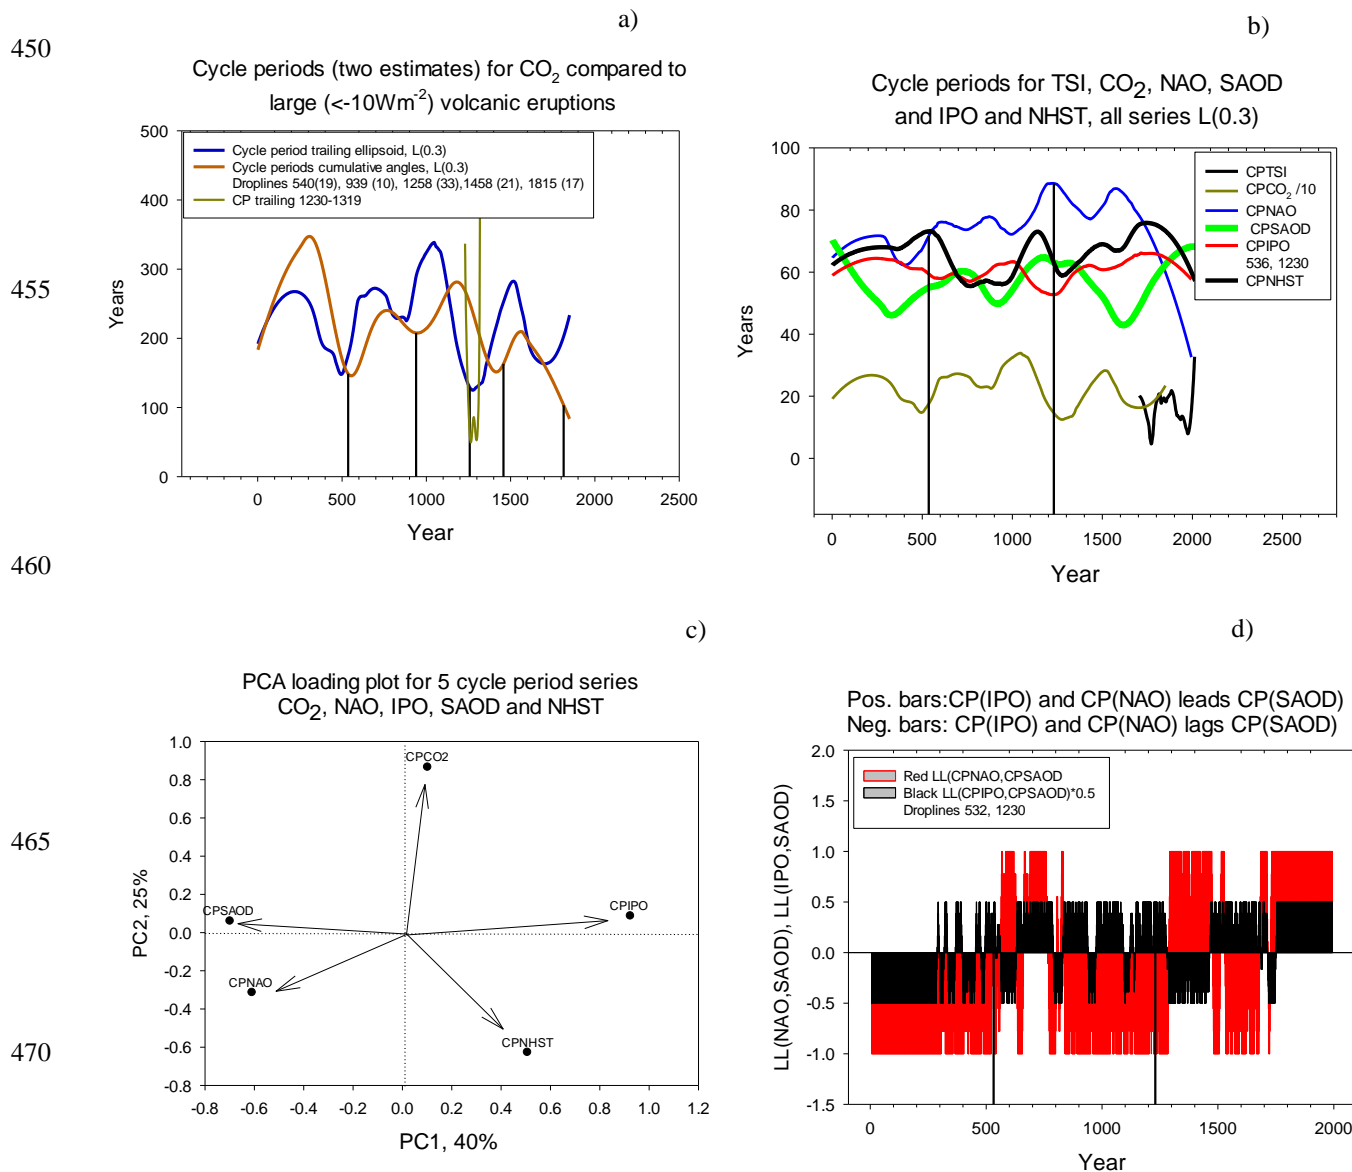 a)
b)
450
Cycle periods (two estimates) for CO2 compared to
large (<-10Wm-2) volcanic eruptions
Cycle periods for TSI, CO2, NAO, SAOD
and IPO and NHST, all series L(0.3)
500
400
300
200
100
0
Years
Cycle period trailing ellipsoid, L(0.3)
Cycle periods cumulative angles, L(0.3)
Droplines 540(19), 939 (10), 1258 (33),1458 (21), 1815 (17)
CP trailing 1230-1319
0 500 1000 1500 2000 2500
Year
100
80
60
40
20
0
Years
CPTSI
CPCO2 /10
CPNAO
CPSAOD
CPIPO
536, 1230
CPNHST
0 500 1000 1500 2000 2500
Year
455
460
c)
d)
PCA loading plot for 5 cycle period series
CO2, NAO, IPO, SAOD and NHST
Pos. bars:CP(IPO) and CP(NAO) leads CP(SAOD)
Neg. bars: CP(IPO) and CP(NAO) lags CP(SAOD)
1.0
0.8
0.6
0.4
0.2
0.0
-0.2
-0.4
-0.6
-0.8
PC2, 25%
CPCO2
CPIPO
CPSAOD
CPNAO
CPNHST
-0.8 -0.6 -0.4 -0.2 0.0 0.2 0.4 0.6 0.8 1.0 1.2
PC1, 40%
2.0
1.5
1.0
0.5
0.0
-0.5
-1.0
-1.5
LL(NAO,SAOD), LL(IPO,SAOD)
Red LL(CPNAO,CPSAOD
Black LL(CPIPO,CPSAOD)*0.5
Droplines 532, 1230
0 500 1000 1500 2000
Year
465
470